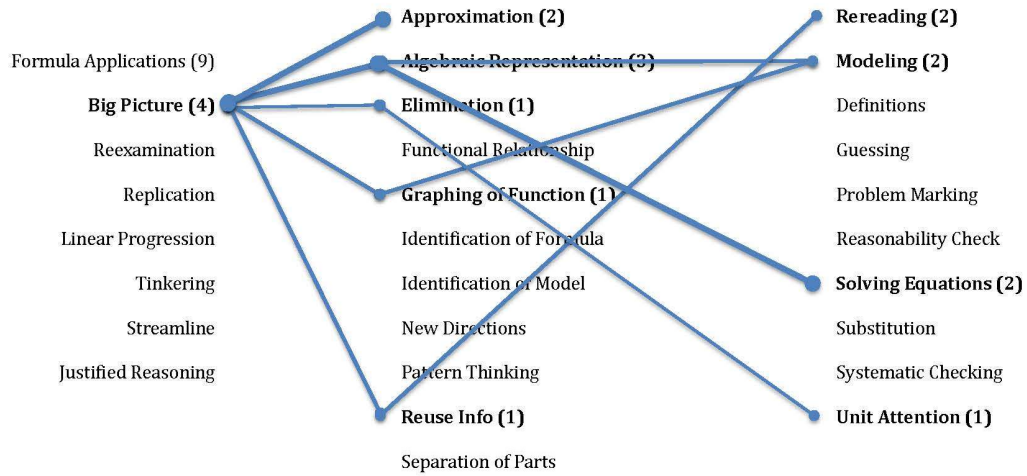 Formula Applications (9)
Big Picture (4)
Reexamination
Replication
Linear Progression
Tinkering
Streamline
Justified Reasoning
Approximation (2)
Algebraic Representation (3)
Elimination (1)
Functional Relationship
Graphing of Function (1)
Identification of Formula
Identification of Model
New Directions
Pattern Thinking
Reuse Info (1)
Separation of Parts
Rereading (2)
Modeling (2)
Definitions
Guessing
Problem Marking
Reasonability Check
Solving Equations (2)
Substitution
Systematic Checking
Unit Attention (1)